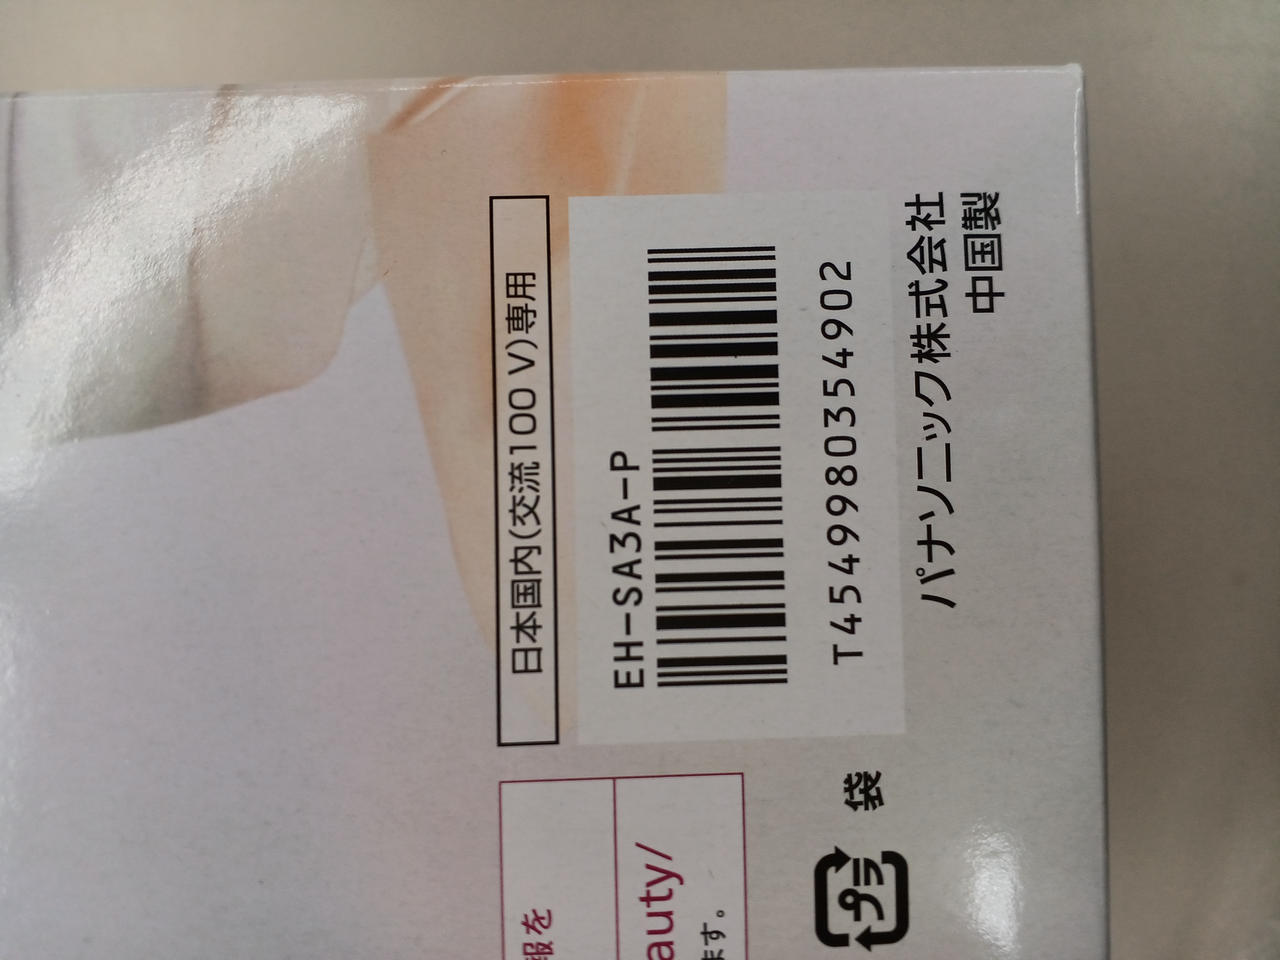 日本国内(交流100 V)専用
EH-SA3A-P
T4549980354902
パナソニック株式会社
中国製
報を
auty/
ます。
プラ
袋